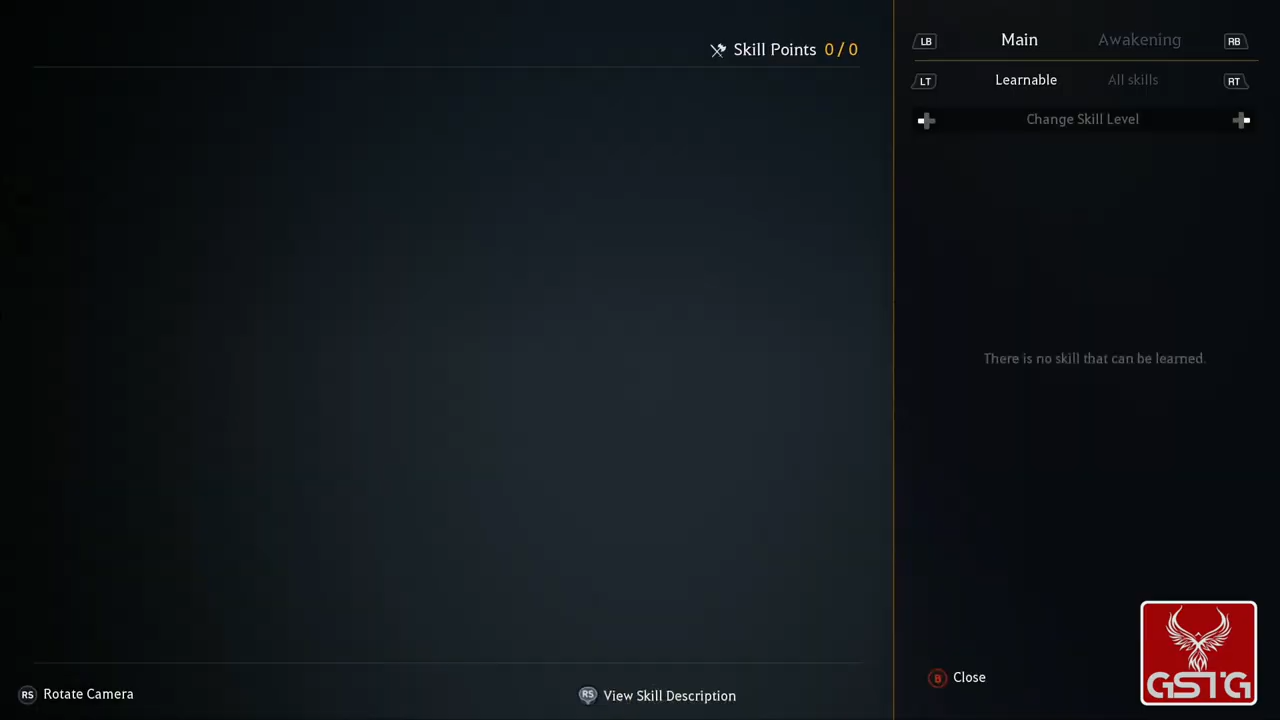 Skill Points 0 / 0
LB Main Awakening RB
LT Learnable All skills RT
Change Skill Level
There is no skill that can be learned.
B Close
RS Rotate Camera
RS View Skill Description
GSTG